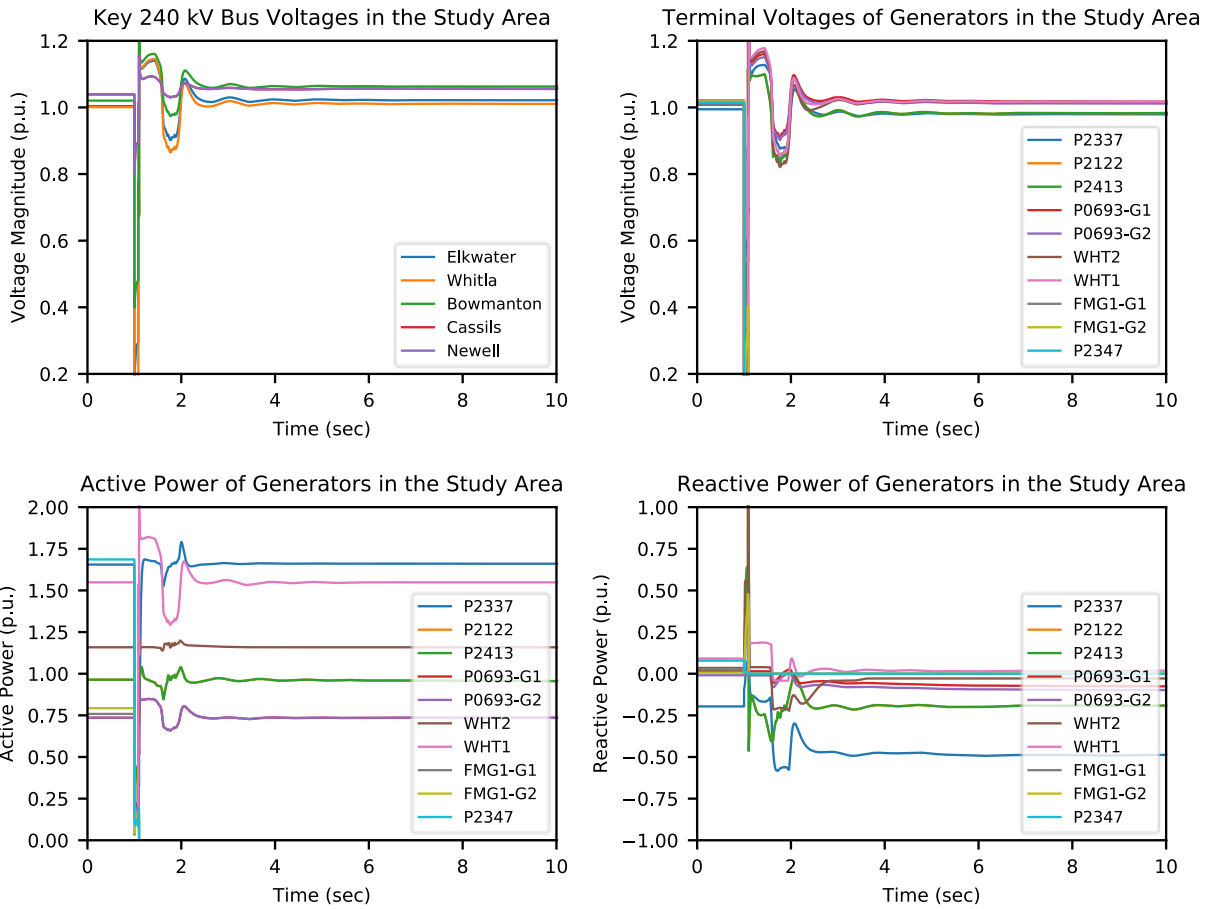 Key 240 kV Bus Voltages in the Study Area
1.2
1.0
0.8
0.6
0.4
0.2
Voltage Magnitude (p.u.)
Elkwater
Whitla
Bowmanton
Cassils
Newell
0 2 4 6 8 10
Time (sec)
Terminal Voltages of Generators in the Study Area
1.2
1.0
0.8
0.6
0.4
0.2
Voltage Magnitude (p.u.)
P2337
P2122
P2413
P0693-G1
P0693-G2
WHT2
WHT1
FMG1-G1
FMG1-G2
P2347
0 2 4 6 8 10
Time (sec)
Active Power of Generators in the Study Area
2.00
1.75
1.50
1.25
1.00
0.75
0.50
0.25
0.00
Active Power (p.u.)
P2337
P2122
P2413
P0693-G1
P0693-G2
WHT2
WHT1
FMG1-G1
FMG1-G2
P2347
0 2 4 6 8 10
Time (sec)
Reactive Power of Generators in the Study Area
1.00
0.75
0.50
0.25
0.00
−0.25
−0.50
−0.75
−1.00
Reactive Power (p.u.)
P2337
P2122
P2413
P0693-G1
P0693-G2
WHT2
WHT1
FMG1-G1
FMG1-G2
P2347
0 2 4 6 8 10
Time (sec)